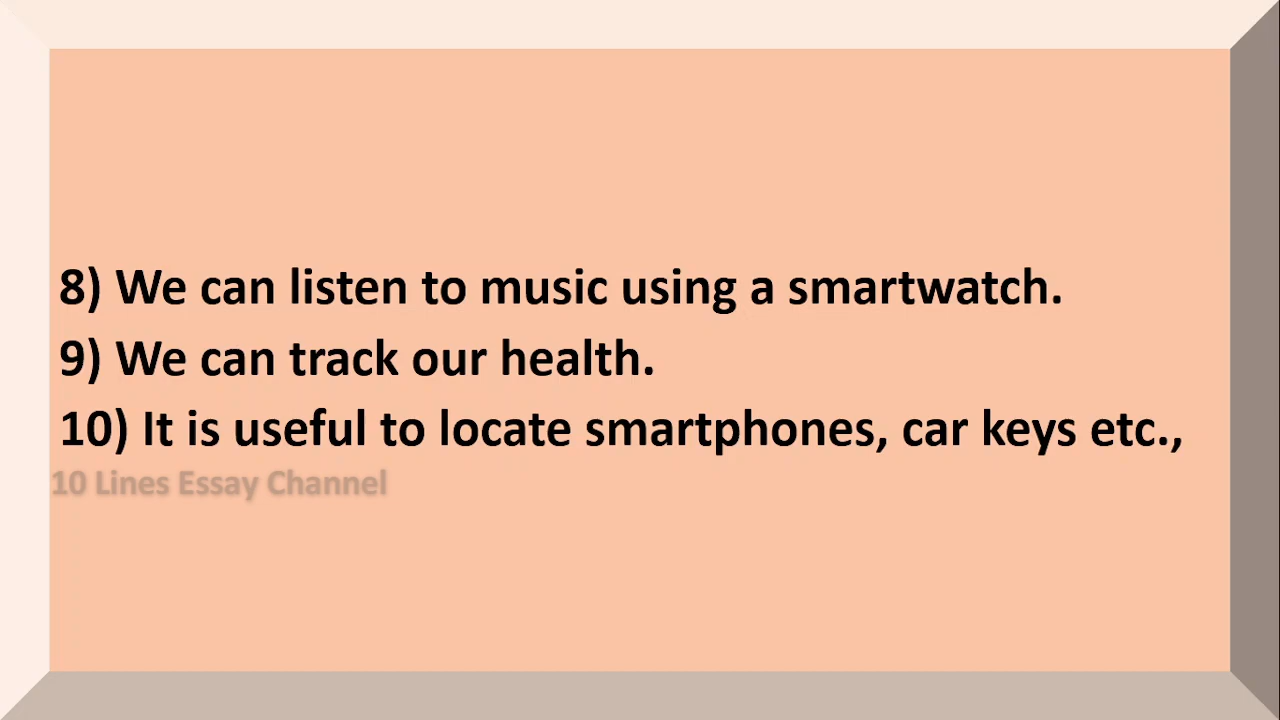 8) We can listen to music using a smartwatch.
9) We can track our health.
10) It is useful to locate smartphones, car keys etc.,
10 Lines Essay Channel